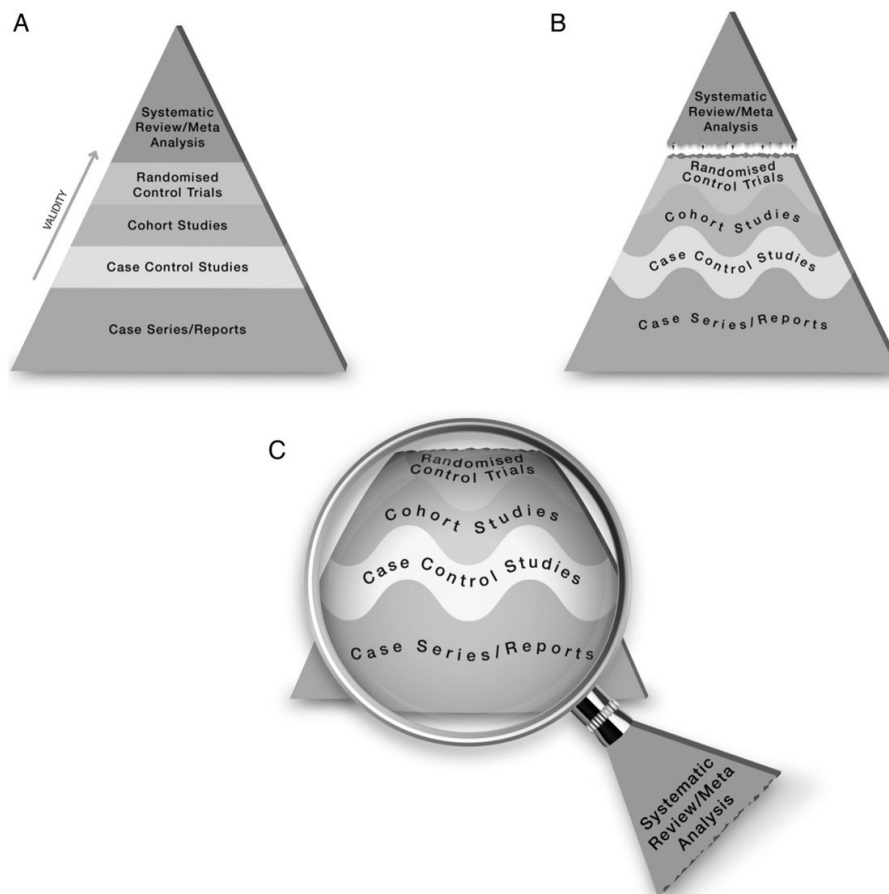 A
Systematic
Review/Meta
Analysis
Randomised
Control Trials
Cohort Studies
Case Control Studies
Case Series/Reports
VALIDITY
B
Systematic
Review/Meta
Analysis
Randomised
Control Trials
Cohort Studies
Case Control Studies
Case Series/Reports
C
Randomised
Control Trials
Cohort Studies
Case Control Studies
Case Series/Reports
Systematic
Review/Meta
Analysis